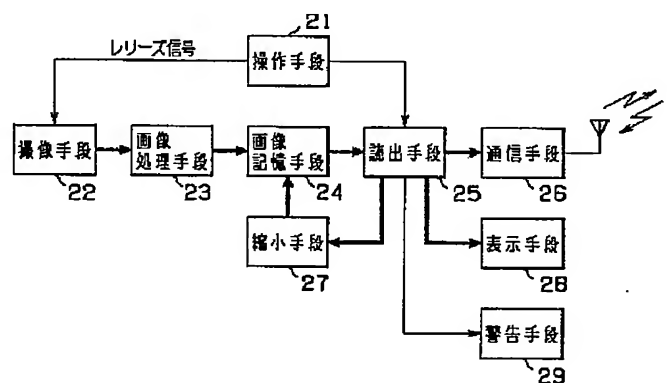 21
レリーズ信号
操作手段
撮像手段
22
画像
処理手段
23
画像
記憶手段
24
読出手段
25
通信手段
26
縮小手段
27
表示手段
28
警告手段
29